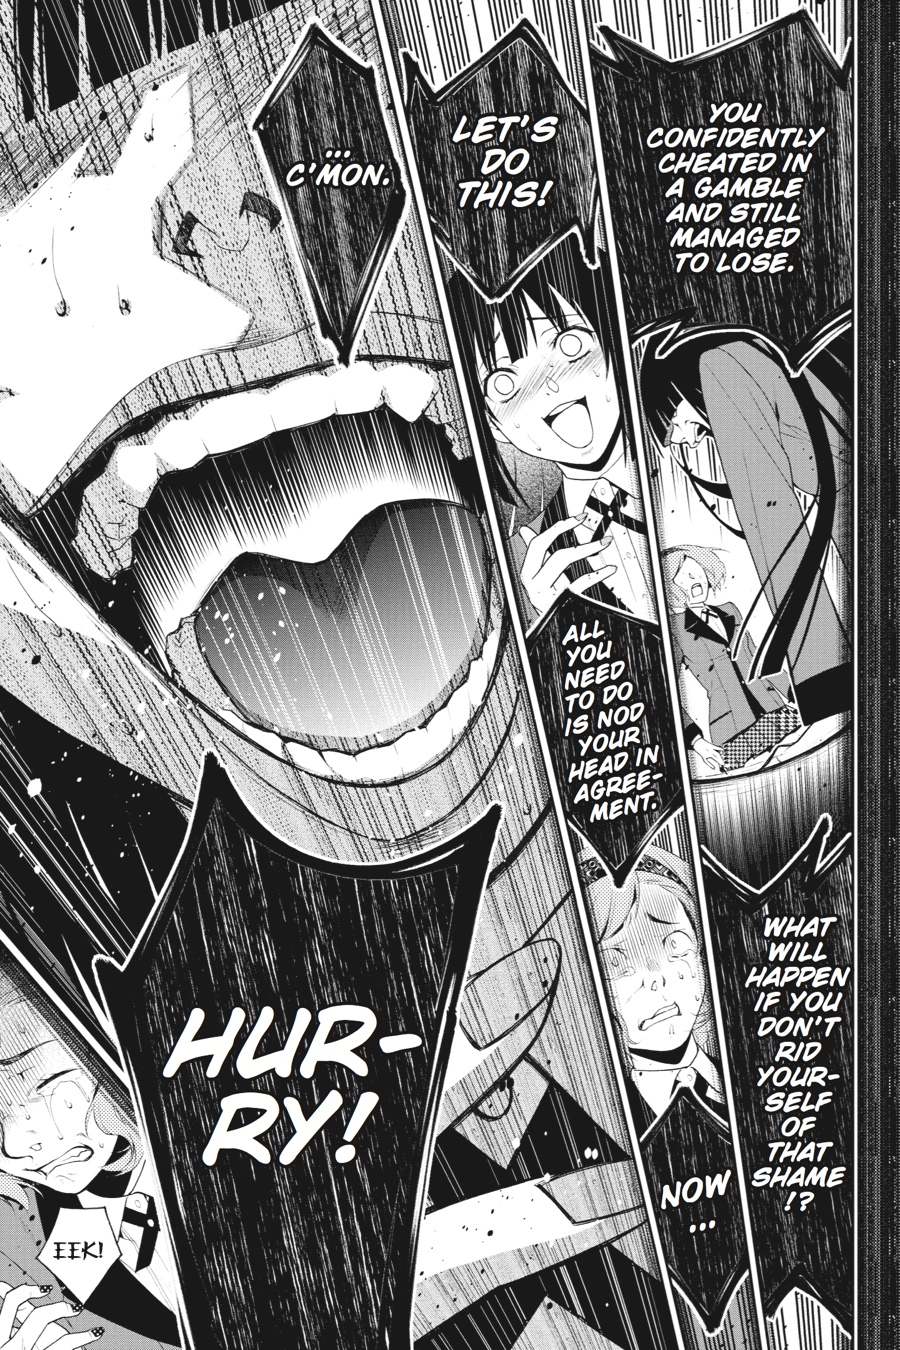 YOU
CONFIDENTLY
CHEATED IN
A GAMBLE
AND STILL
MANAGED
TO LOSE.
WHAT
WILL
HAPPEN
IF YOU
DON'T
RID
YOUR-
SELF
OF
THAT
SHAME
!?
LET'S
DO
THIS!
ALL
YOU
NEED
TO DO
IS NOD
YOUR
HEAD IN
AGREE-
MENT.
NOW
...
...
C'MON.
HUR-
RY!
EEK!